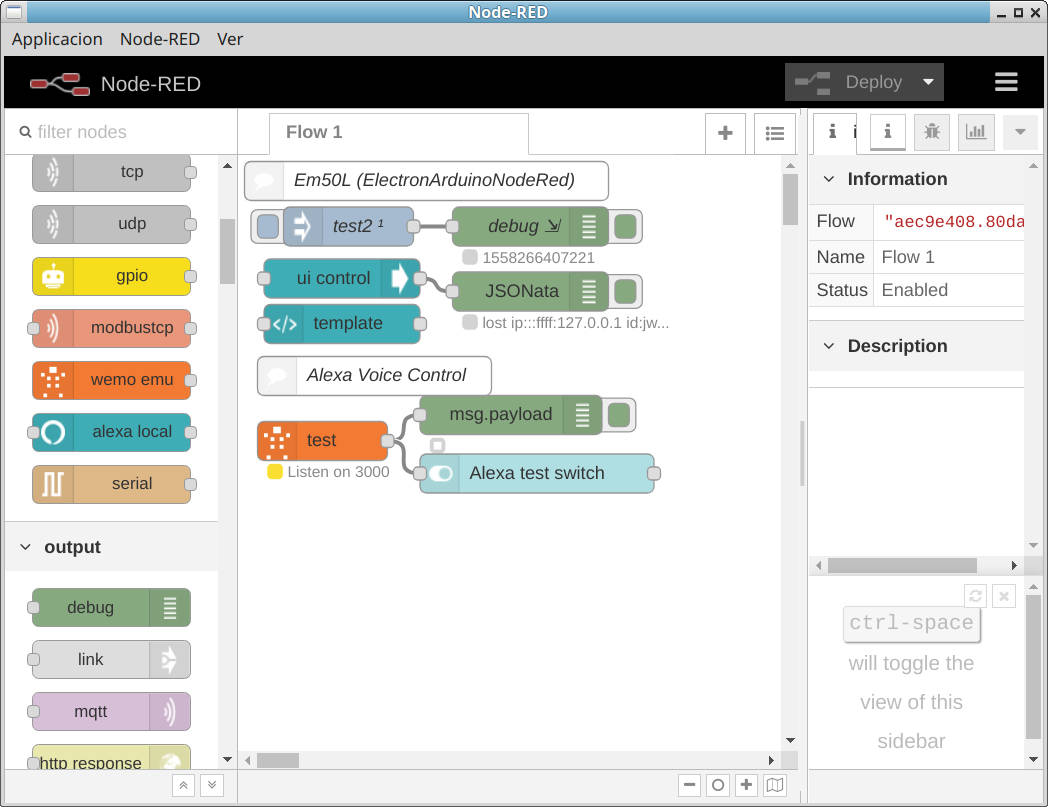 Node-RED
Applicacion Node-RED Ver
Node-RED
Deploy
filter nodes
tcp
udp
gpio
modbustcp
wemo emu
alexa local
serial
output
debug
link
mqtt
http response
Flow 1
Em50L (ElectronArduinoNodeRed)
test2 ¹
debug
1558266407221
ui control
JSONata
lost ip:::ffff:127.0.0.1 id:jw...
template
Alexa Voice Control
msg.payload
test
Listen on 3000
Alexa test switch
i
Information
Flow "aec9e408.80da
Name Flow 1
Status Enabled
Description
ctrl-space
will toggle the
view of this
sidebar